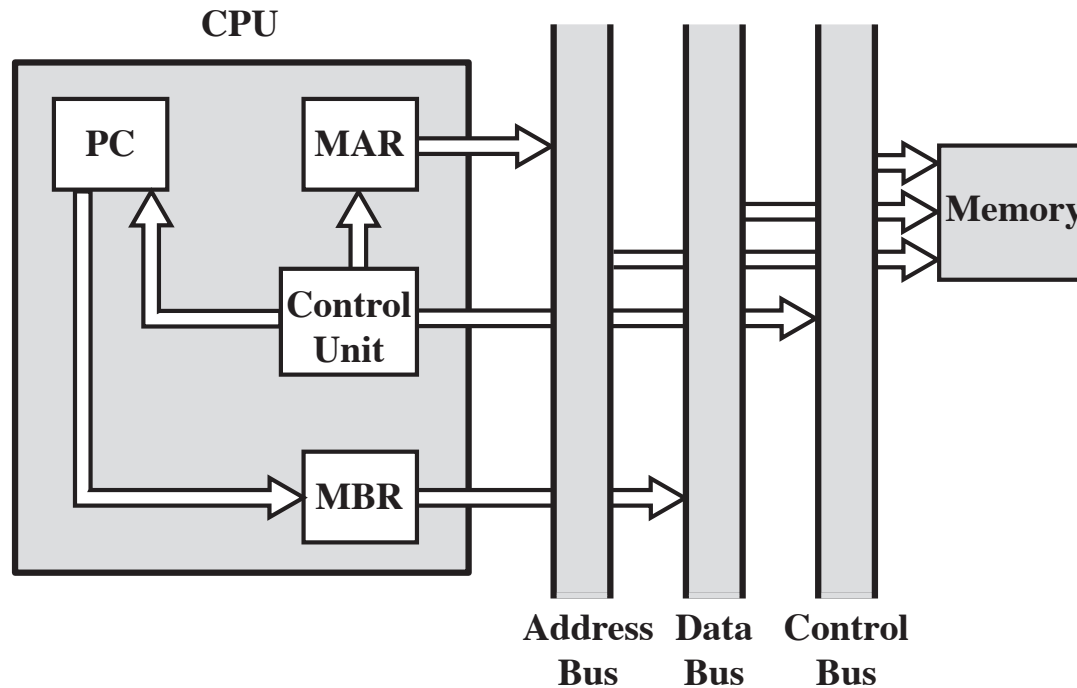 CPU
PC
MAR
Memory
Control
Unit
MBR
Address
Bus
Data
Bus
Control
Bus